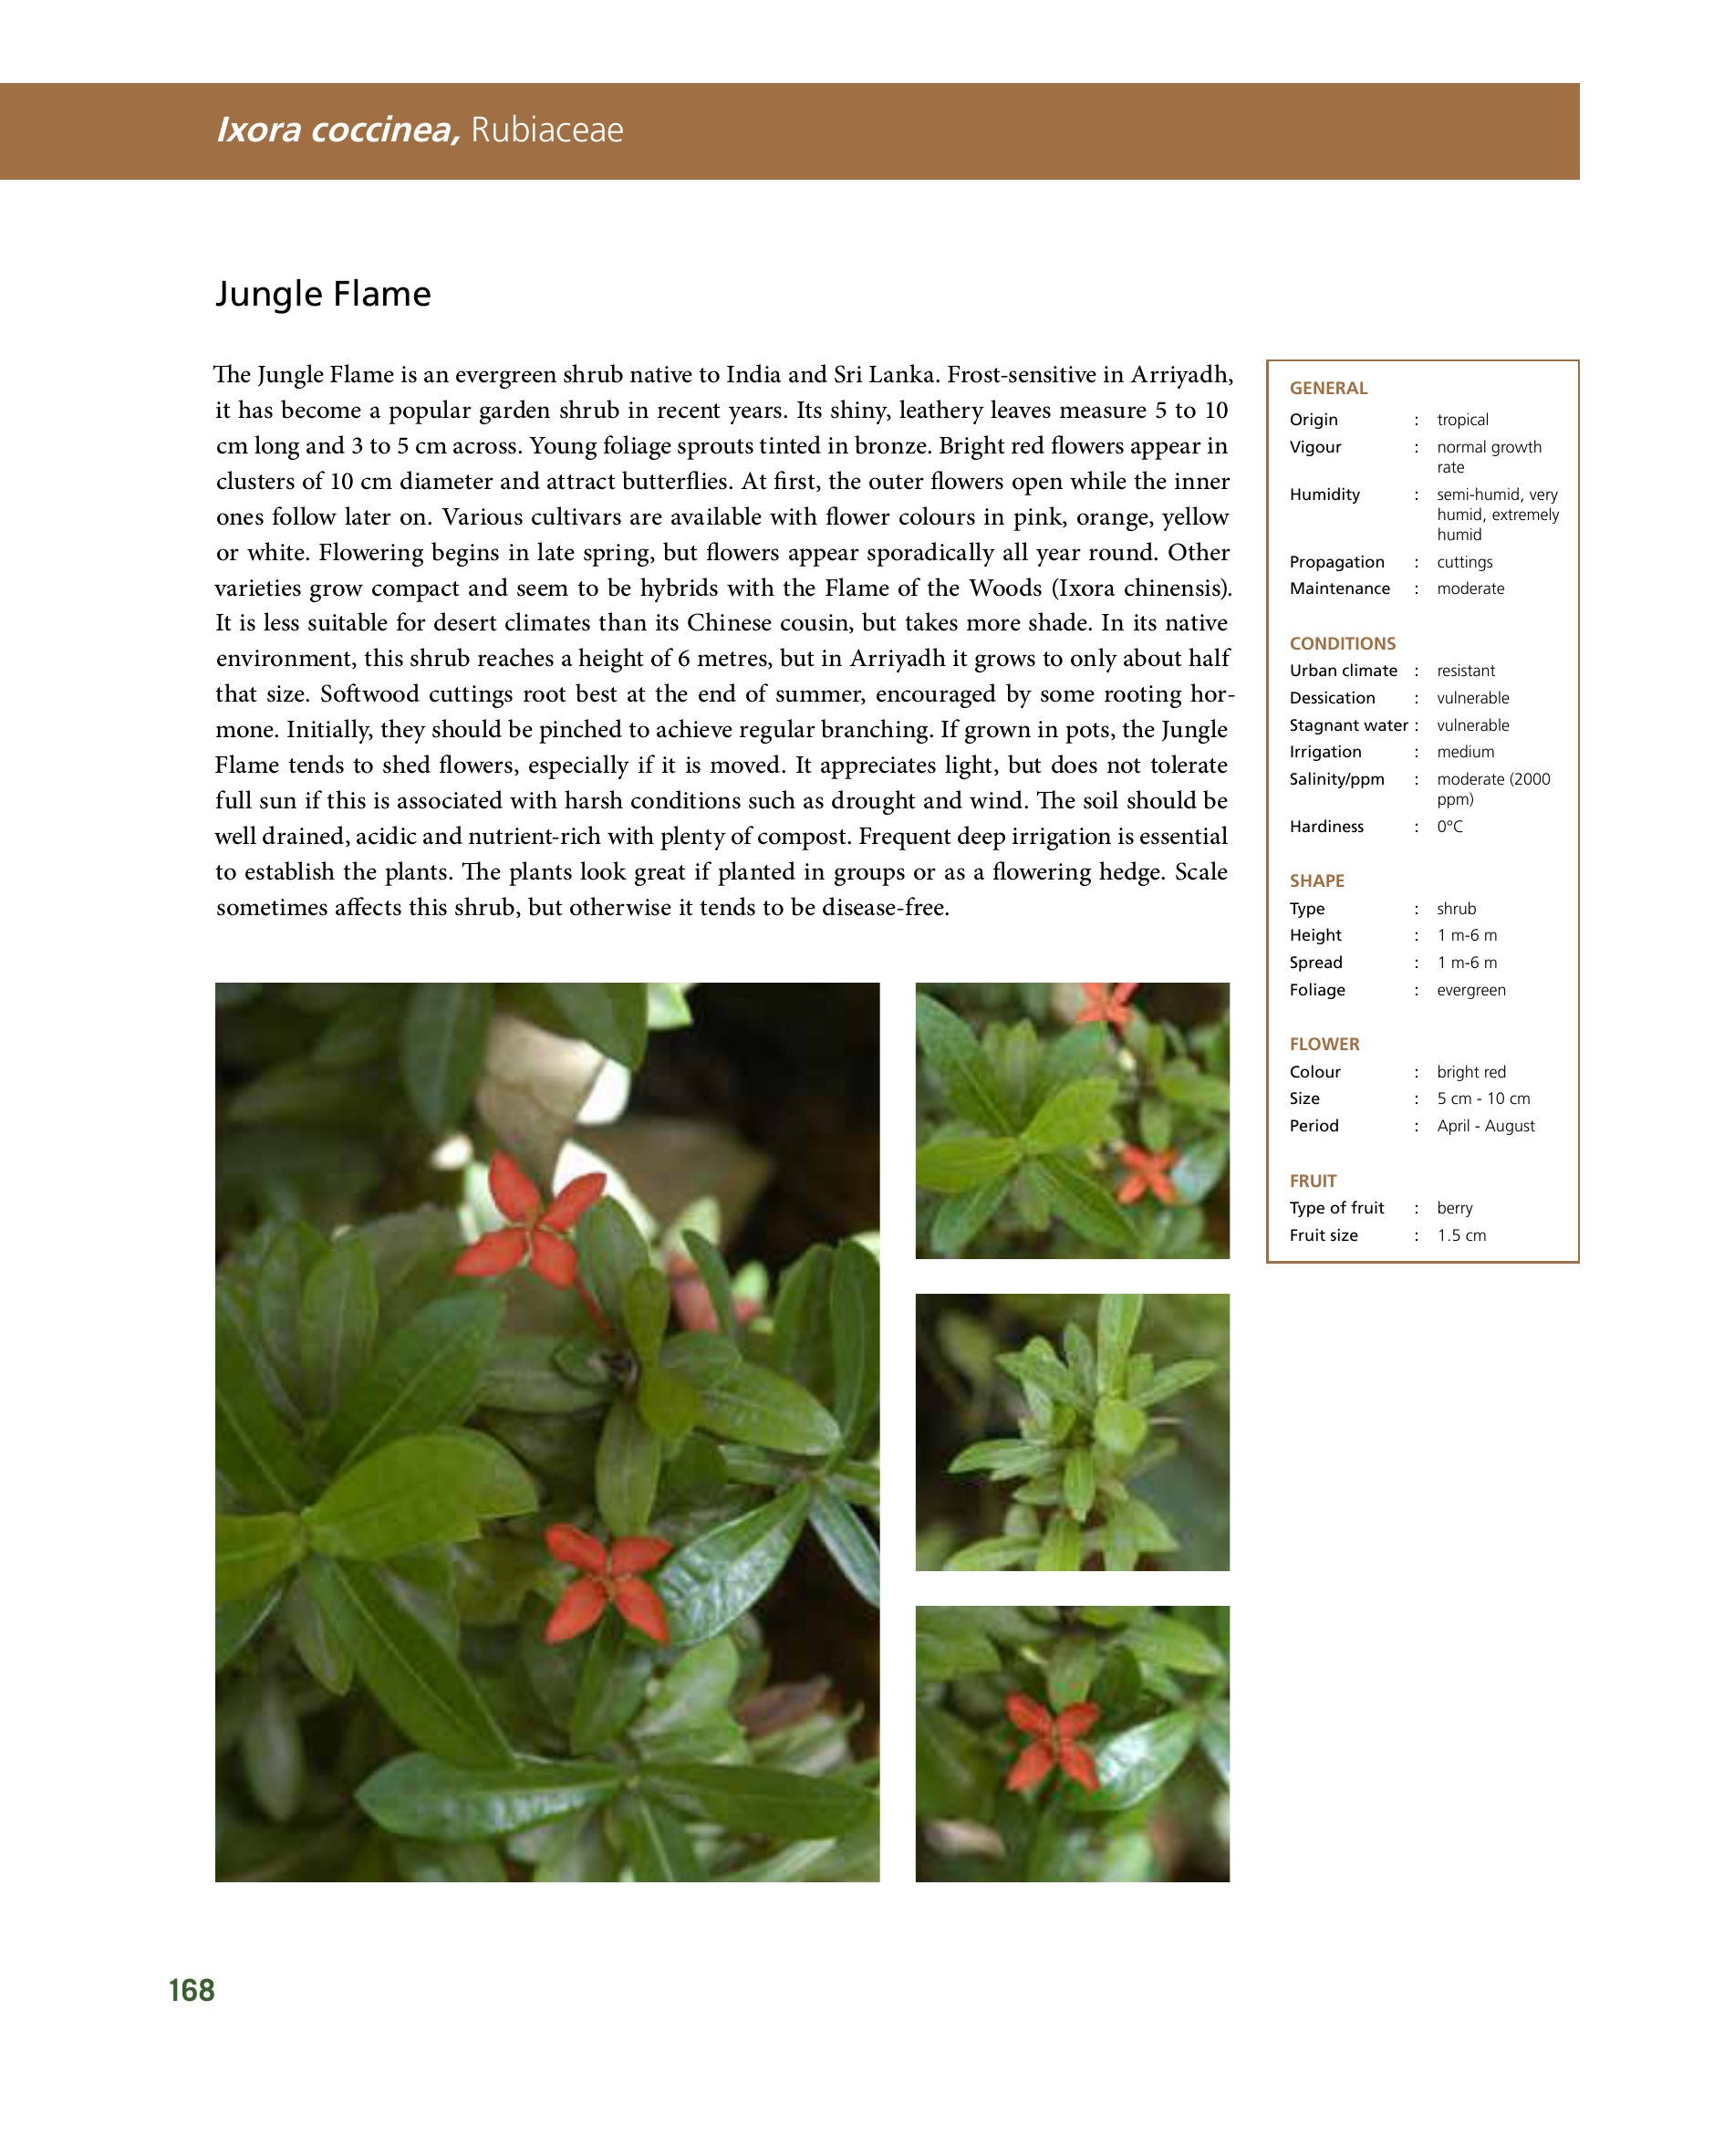 Ixora coccinea, Rubiaceae
Jungle Flame
The Jungle Flame is an evergreen shrub native to India and Sri Lanka. Frost-sensitive in Arriyadh,
it has become a popular garden shrub in recent years. Its shiny, leathery leaves measure 5 to 10
cm long and 3 to 5 cm across. Young foliage sprouts tinted in bronze. Bright red flowers appear in
clusters of 10 cm diameter and attract butterflies. At first, the outer flowers open while the inner
ones follow later on. Various cultivars are available with flower colours in pink, orange, yellow
or white. Flowering begins in late spring, but flowers appear sporadically all year round. Other
varieties grow compact and seem to be hybrids with the Flame of the Woods (Ixora chinensis).
It is less suitable for desert climates than its Chinese cousin, but takes more shade. In its native
environment, this shrub reaches a height of 6 metres, but in Arriyadh it grows to only about half
that size. Softwood cuttings root best at the end of summer, encouraged by some rooting hor-
mone. Initially, they should be pinched to achieve regular branching. If grown in pots, the Jungle
Flame tends to shed flowers, especially if it is moved. It appreciates light, but does not tolerate
full sun if this is associated with harsh conditions such as drought and wind. The soil should be
well drained, acidic and nutrient-rich with plenty of compost. Frequent deep irrigation is essential
to establish the plants. The plants look great if planted in groups or as a flowering hedge. Scale
sometimes affects this shrub, but otherwise it tends to be disease-free.
GENERAL
Origin : tropical
Vigour : normal growth
rate
Humidity : semi-humid, very
humid, extremely
humid
Propagation : cuttings
Maintenance : moderate
CONDITIONS
Urban climate : resistant
Dessication : vulnerable
Stagnant water : vulnerable
Irrigation : medium
Salinity/ppm : moderate (2000
ppm)
Hardiness : 0°C
SHAPE
Type : shrub
Height : 1 m-6 m
Spread : 1 m-6 m
Foliage : evergreen
FLOWER
Colour : bright red
Size : 5 cm - 10 cm
Period : April - August
FRUIT
Type of fruit : berry
Fruit size : 1.5 cm
168